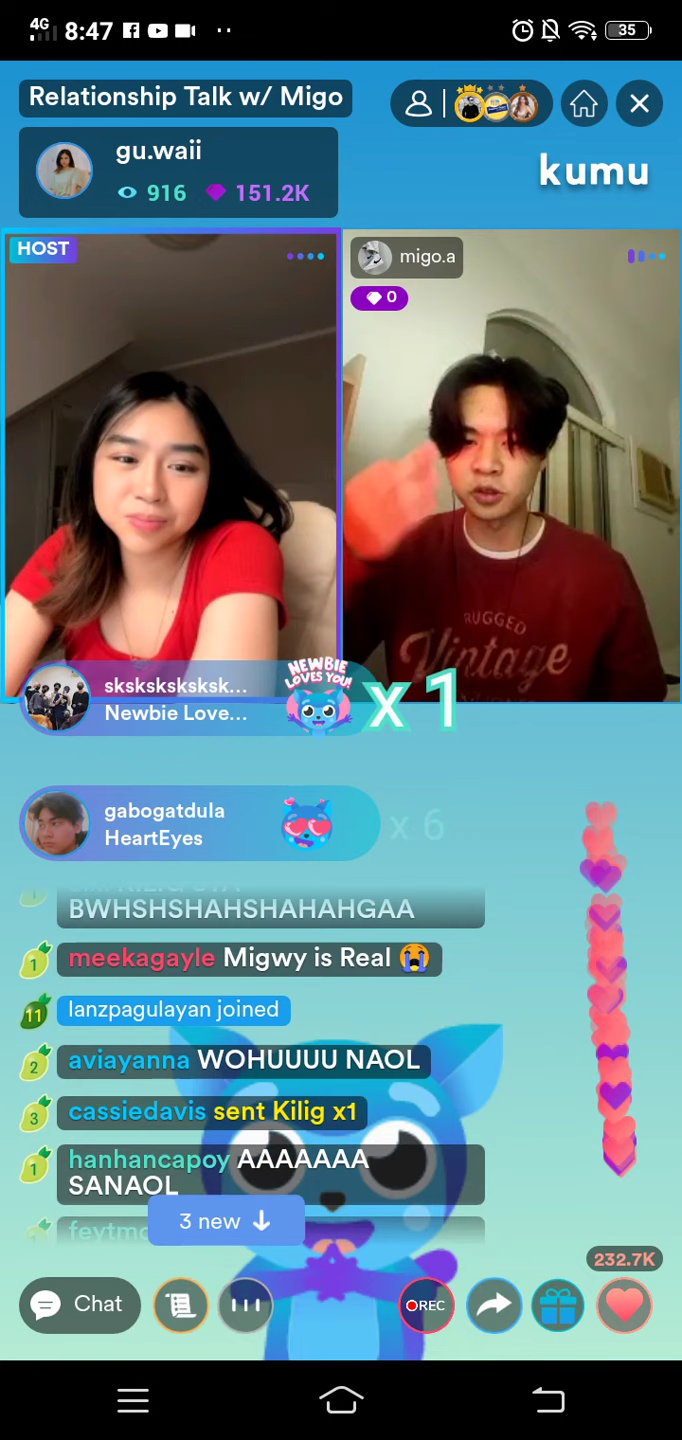 4G 8:47
35
Relationship Talk w/ Migo
gu.waii
916 151.2K
kumu
HOST
migo.a
0
RUGGED
Vintage
sksksksksksk...
Newbie Love...
NEWBIE
LOVES YOU!
x 1
gabogatdula
HeartEyes
x 6
BWHSHSHAHSHAHAHGAA
1 meekagayle Migwy is Real 😭
11 lanzpagulayan joined
2 aviayanna WOHUUUU NAOL
3 cassiedavis sent Kilig x1
1 hanhancapoy AAAAAAA
SANAOL
3 new
232.7K
Chat
REC